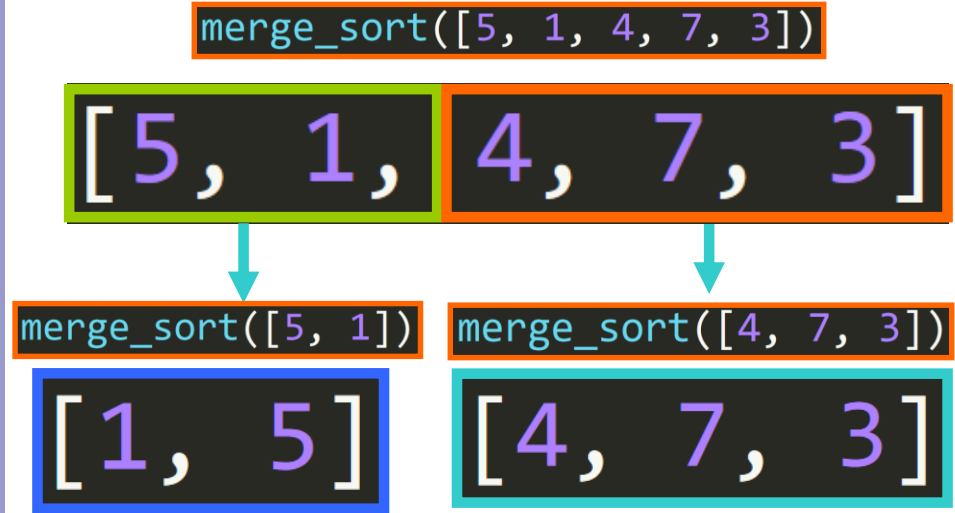 merge_sort([5, 1, 4, 7, 3])
[5, 1, 4, 7, 3]
merge_sort([5, 1])
merge_sort([4, 7, 3])
[1, 5]
[4, 7, 3]